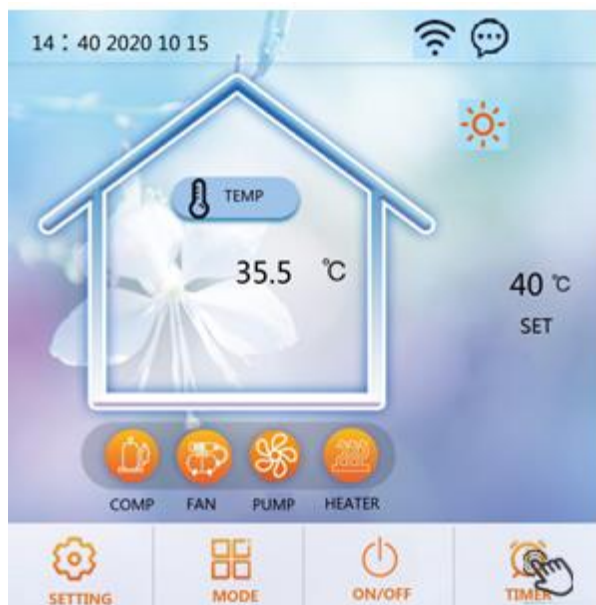 14：40 2020 10 15
TEMP
35.5 ℃
40 ℃
SET
COMP FAN PUMP HEATER
SETTING MODE ON/OFF TIMER